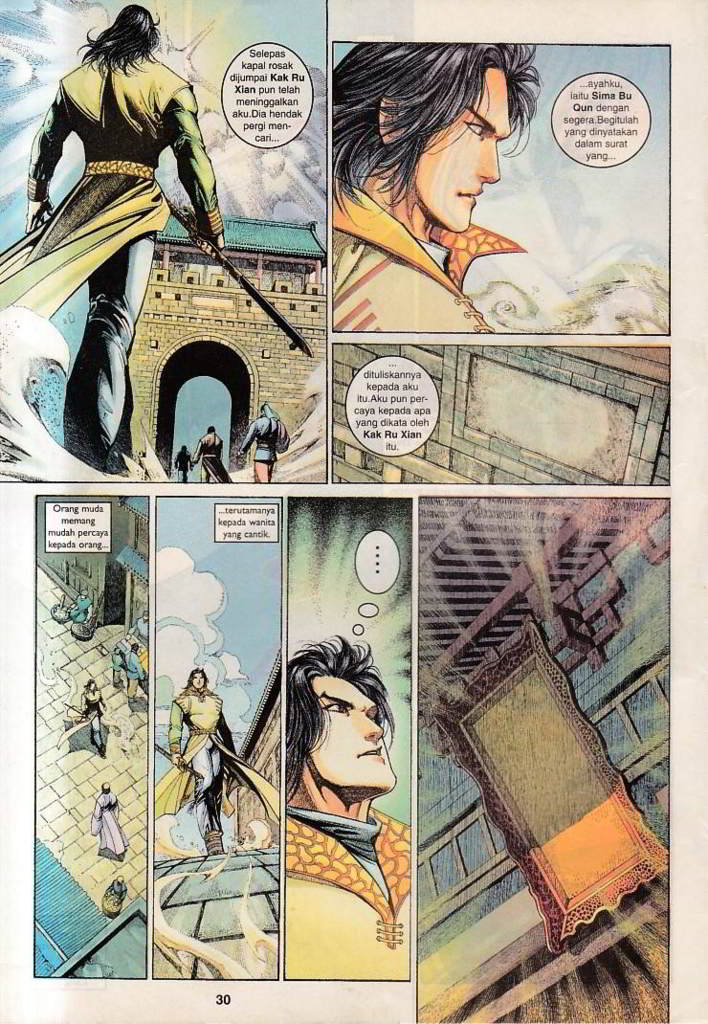 Selepas
kapal rosak
dijumpai Kak Ru
Xian pun telah
meninggalkan
aku.Dia hendak
pergi men-
cari...
...ayahku,
iaitu Sima Bu
Qun dengan
segera.Begitulah
yang dinyatakan
dalam surat
yang...
...
dituliskannya
kepada aku
itu.Aku pun per-
caya kepada apa
yang dikata oleh
Kak Ru Xian
itu.
Orang muda
memang
mudah percaya
kepada orang...
...terutamanya
kepada wanita
yang cantik.
....
30